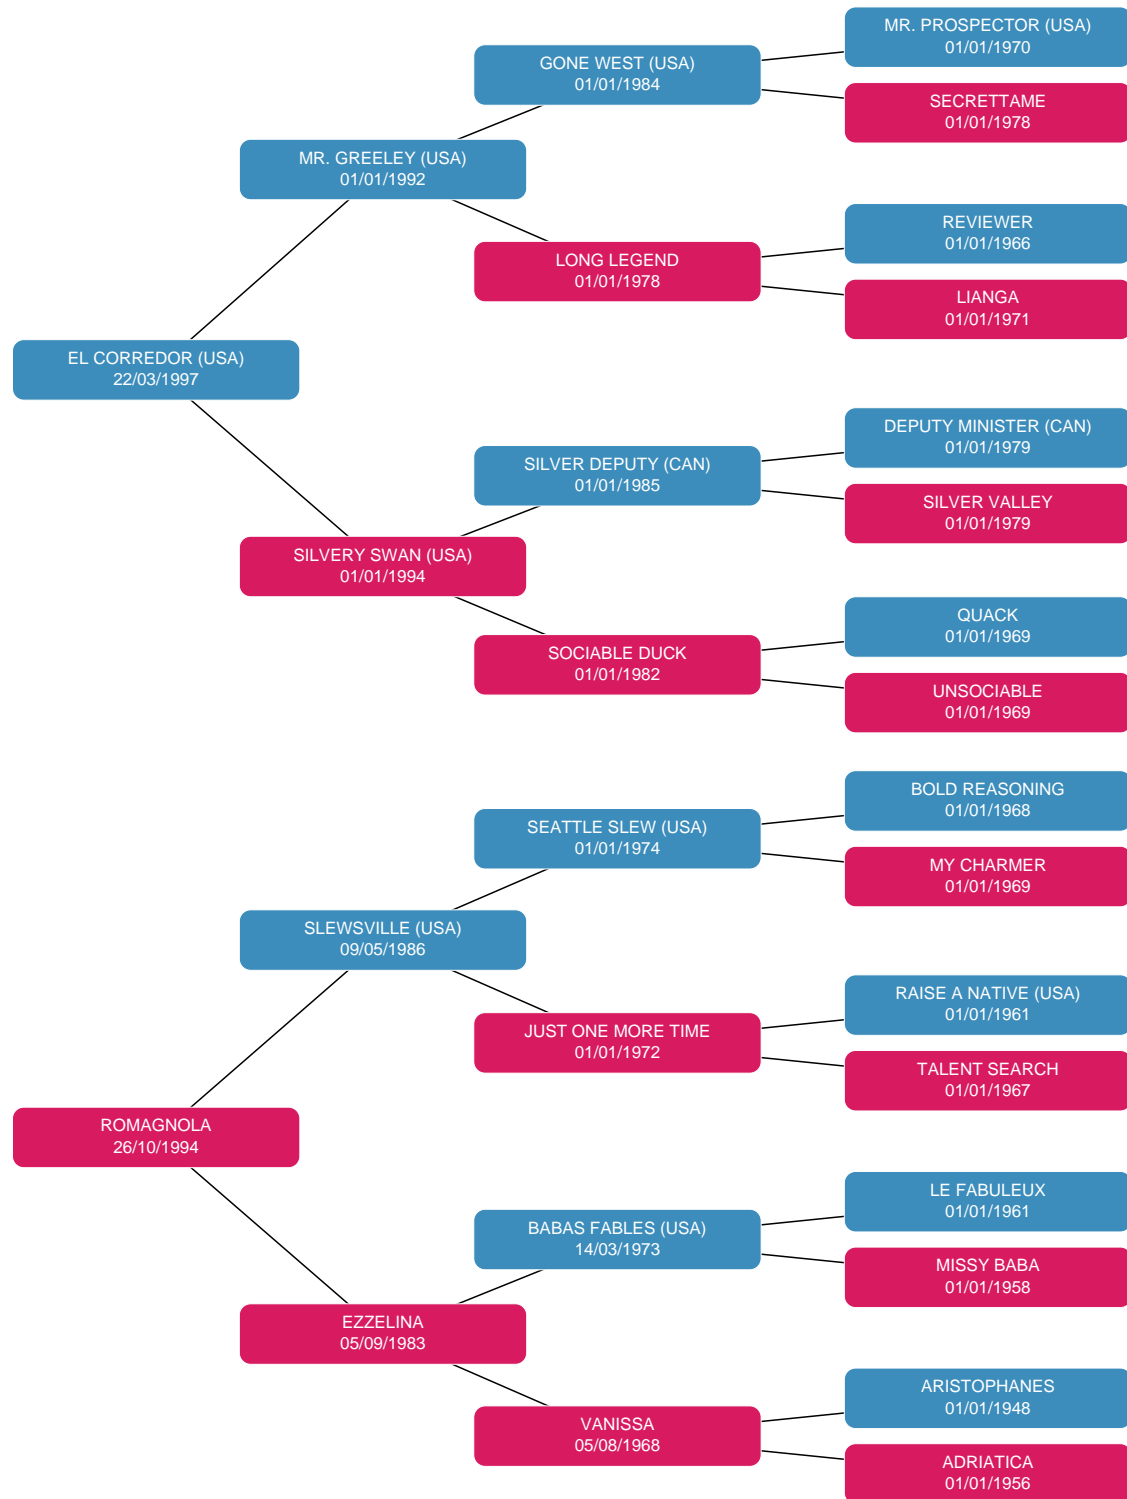 MR. PROSPECTOR (USA)
01/01/1970
GONE WEST (USA)
01/01/1984
SECRETTAME
01/01/1978
MR. GREELEY (USA)
01/01/1992
REVIEWER
01/01/1966
LONG LEGEND
01/01/1978
LIANGA
01/01/1971
EL CORREDOR (USA)
22/03/1997
DEPUTY MINISTER (CAN)
01/01/1979
SILVER DEPUTY (CAN)
01/01/1985
SILVER VALLEY
01/01/1979
SILVERY SWAN (USA)
01/01/1994
QUACK
01/01/1969
SOCIABLE DUCK
01/01/1982
UNSOCIABLE
01/01/1969
BOLD REASONING
01/01/1968
SEATTLE SLEW (USA)
01/01/1974
MY CHARMER
01/01/1969
SLEWSVILLE (USA)
09/05/1986
RAISE A NATIVE (USA)
01/01/1961
JUST ONE MORE TIME
01/01/1972
TALENT SEARCH
01/01/1967
ROMAGNOLA
26/10/1994
LE FABULEUX
01/01/1961
BABAS FABLES (USA)
14/03/1973
MISSY BABA
01/01/1958
EZZELINA
05/09/1983
ARISTOPHANES
01/01/1948
VANISSA
05/08/1968
ADRIATICA
01/01/1956